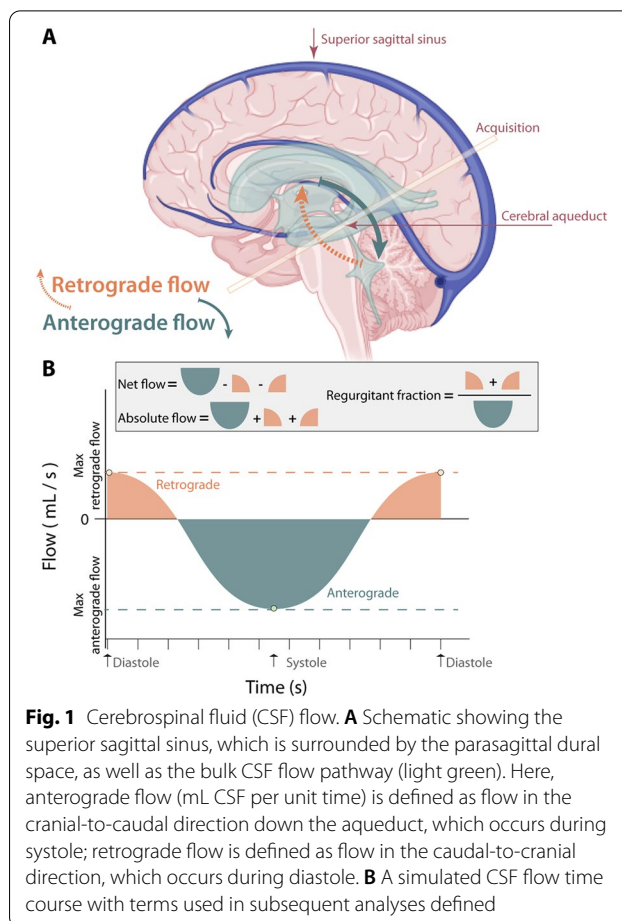 A
Superior sagittal sinus
Acquisition
Cerebral aqueduct
Retrograde flow
Anterograde flow
B
Net flow = - -
Absolute flow = + +
Regurgitant fraction = +
Max
retrograde flow
Retrograde
0
Flow ( mL / s )
Max
anterograde flow
Anterograde
Diastole
Systole
Diastole
Time (s)
Fig. 1 Cerebrospinal fluid (CSF) flow. A Schematic showing the
superior sagittal sinus, which is surrounded by the parasagittal dural
space, as well as the bulk CSF flow pathway (light green). Here,
anterograde flow (mL CSF per unit time) is defined as flow in the
cranial-to-caudal direction down the aqueduct, which occurs during
systole; retrograde flow is defined as flow in the caudal-to-cranial
direction, which occurs during diastole. B A simulated CSF flow time
course with terms used in subsequent analyses defined